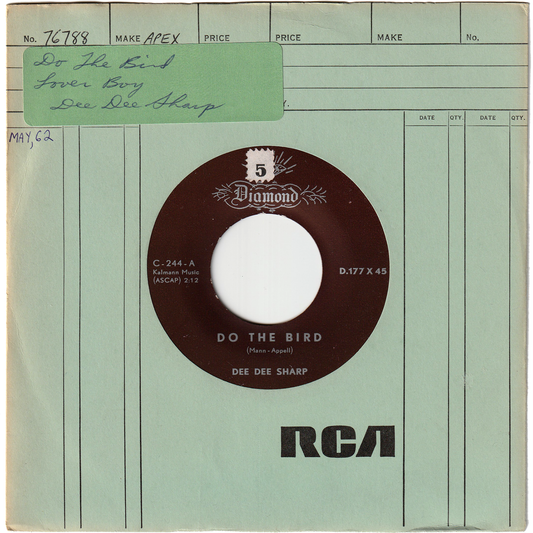 No. 76788 MAKE APEX PRICE PRICE MAKE No.
Do The Bird
Lover Boy
Dee Dee Sharp
Y.
DATE QTY. DATE QTY.
MAY, 62
5
Diamond
C-244-A
Kalmann Music
(ASCAP) 2:12
D.177 X 45
DO THE BIRD
(Mann-Appell)
DEE DEE SHARP
RCA